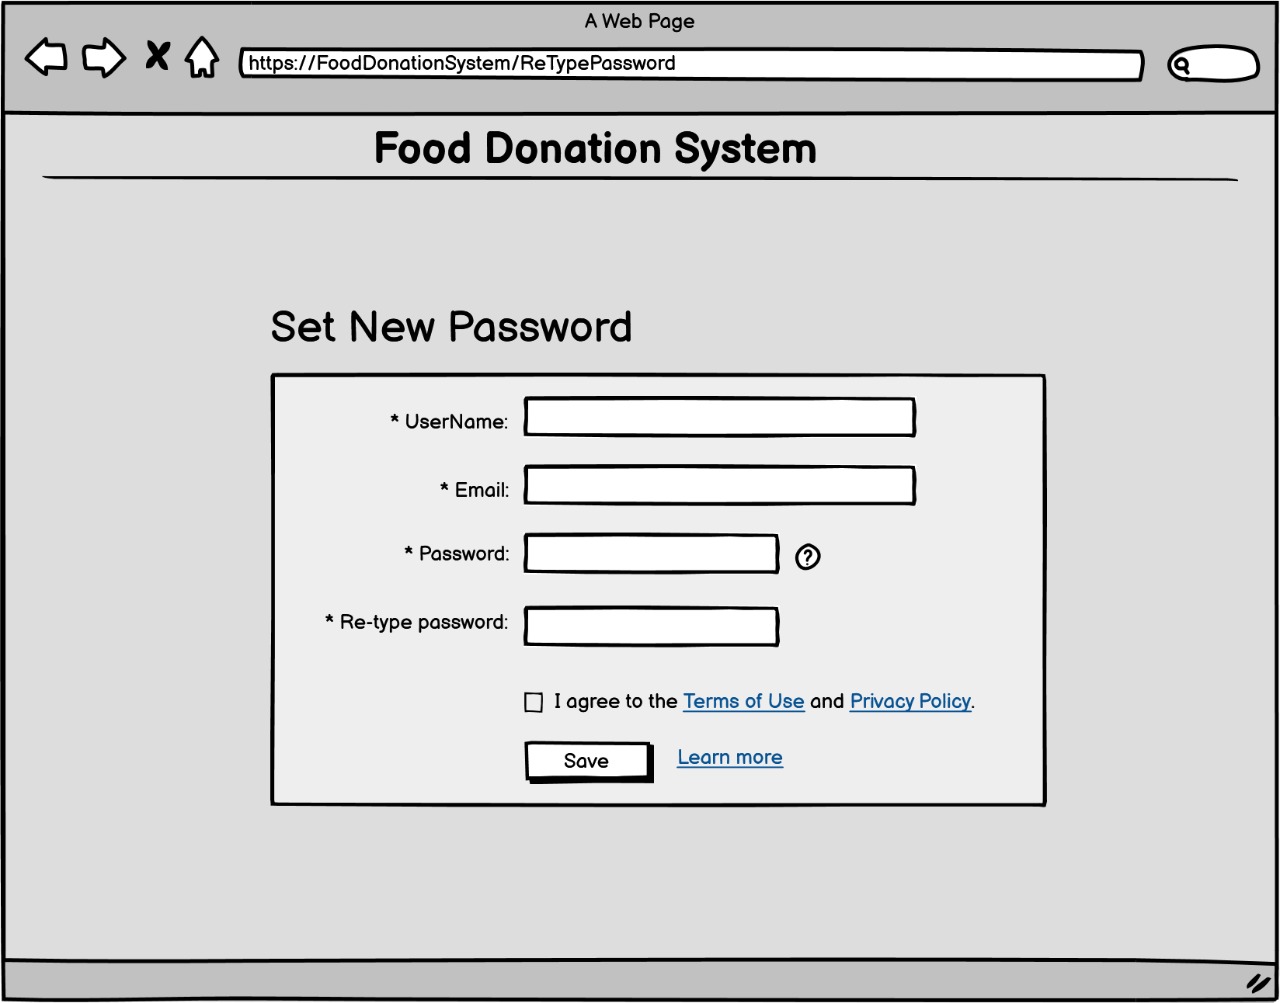 A Web Page
https://FoodDonationSystem/ReTypePassword
Food Donation System
Set New Password
* UserName:
* Email:
* Password: ?
* Re-type password:
I agree to the Terms of Use and Privacy Policy.
Save Learn more